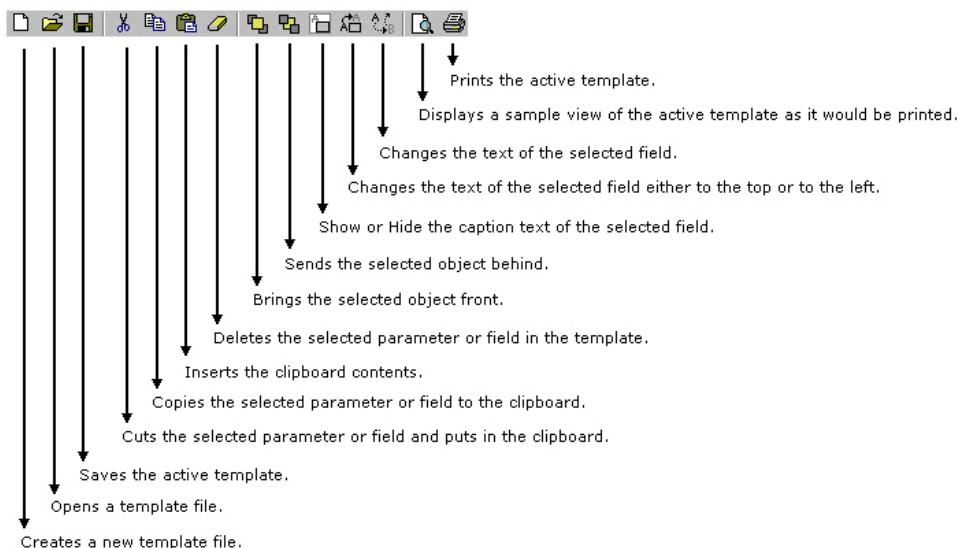 Prints the active template.
Displays a sample view of the active template as it would be printed.
Changes the text of the selected field.
Changes the text of the selected field either to the top or to the left.
Show or Hide the caption text of the selected field.
Sends the selected object behind.
Brings the selected object front.
Deletes the selected parameter or field in the template.
Inserts the clipboard contents.
Copies the selected parameter or field to the clipboard.
Cuts the selected parameter or field and puts in the clipboard.
Saves the active template.
Opens a template file.
Creates a new template file.